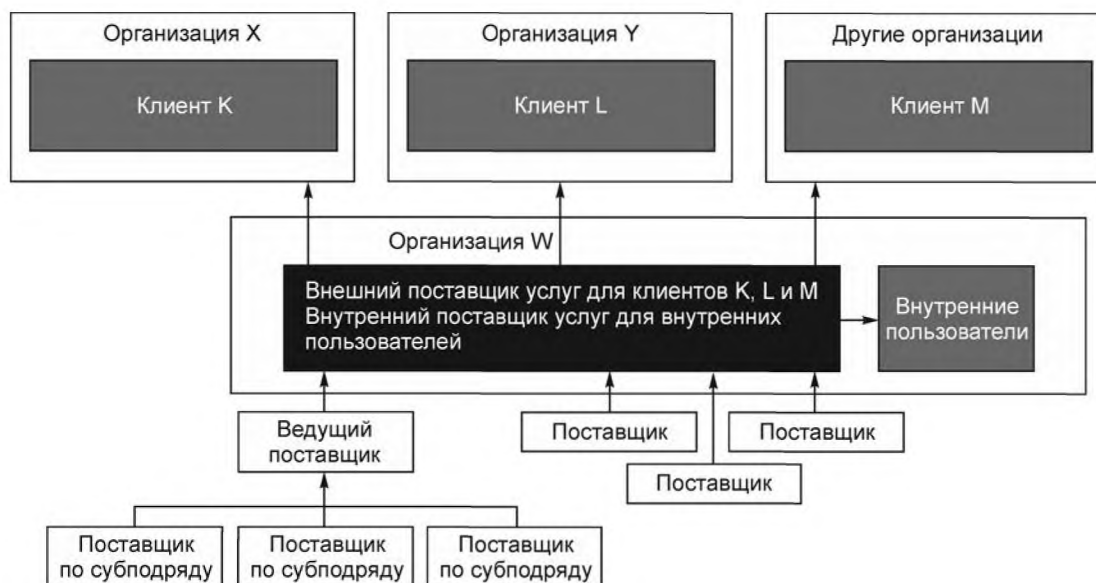 Организация X
Организация Y
Другие организации
Клиент K
Клиент L
Клиент M
Организация W
Внешний поставщик услуг для клиентов K, L и M
Внутренний поставщик услуг для внутренних
пользователей
Внутренние
пользователи
Ведущий
поставщик
Поставщик
Поставщик
Поставщик
Поставщик
по субподряду
Поставщик
по субподряду
Поставщик
по субподряду